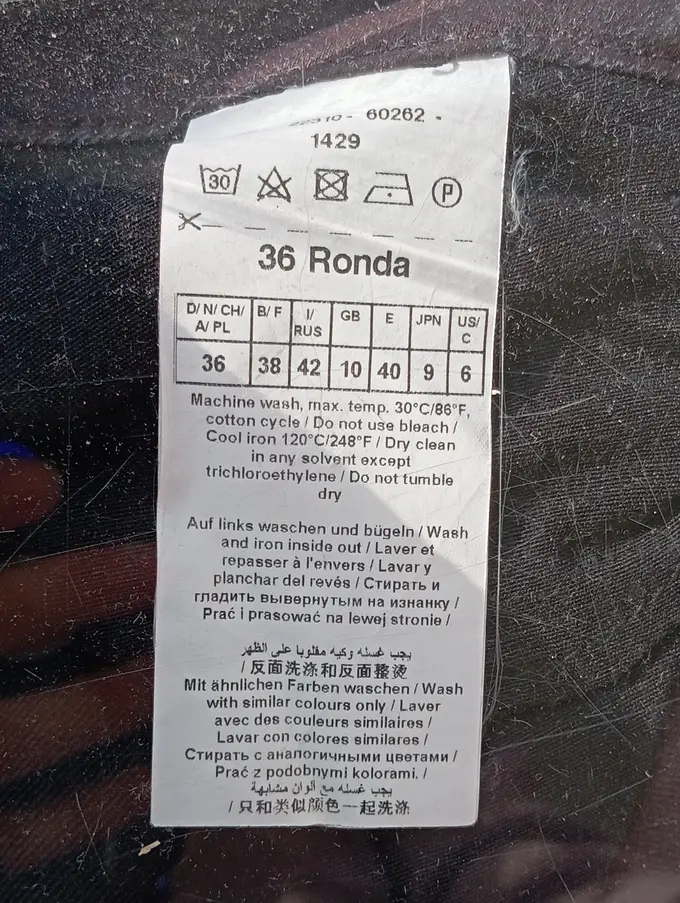 60262 -
1429
30 P
36 Ronda
D/ N/ CH/ A/ PL B/ F I/ RUS GB E JPN US/ C
36 38 42 10 40 9 6
Machine wash, max. temp. 30°C/86°F,
cotton cycle / Do not use bleach /
Cool iron 120°C/248°F / Dry clean
in any solvent except
trichloroethylene / Do not tumble
dry
Auf links waschen und bügeln / Wash
and iron inside out / Laver et
repasser à l'envers / Lavar y
planchar del revés / Стирать и
гладить вывернутым на изнанку /
Prać i prasować na lewej stronie /
يجب غسله وكيه مقلوبا على الظهر
/ 反面洗涤和反面整烫
Mit ähnlichen Farben waschen / Wash
with similar colours only / Laver
avec des couleurs similaires /
Lavar con colores similares /
Стирать с аналогичными цветами /
Prać z podobnymi kolorami. /
يجب غسله مع ألوان مشابهة
/ 只和类似颜色一起洗涤